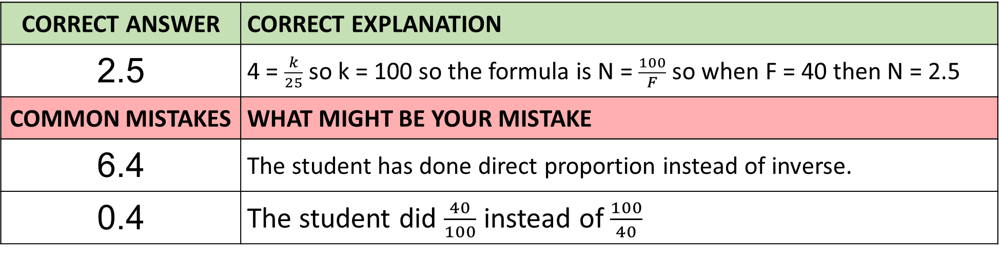 CORRECT ANSWER CORRECT EXPLANATION
2.5 4 = k/25 so k = 100 so the formula is N = 100/F so when F = 40 then N = 2.5
COMMON MISTAKES WHAT MIGHT BE YOUR MISTAKE
6.4 The student has done direct proportion instead of inverse.
0.4 The student did 40/100 instead of 100/40